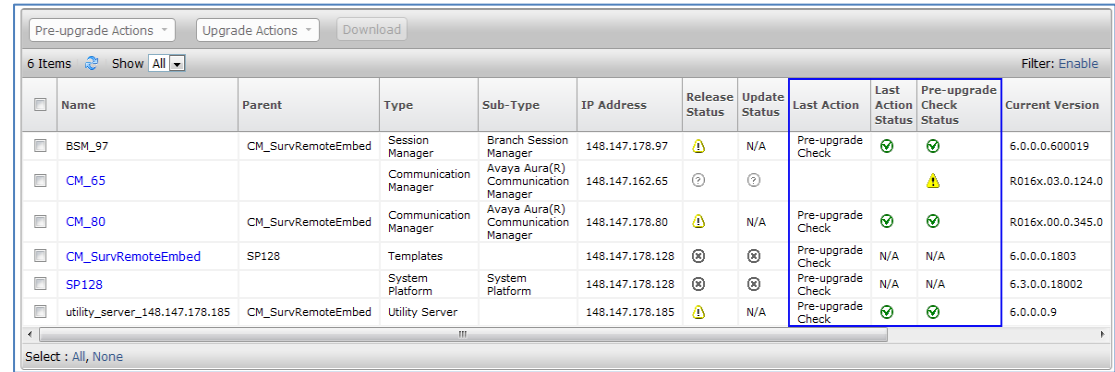 Pre-upgrade Actions Upgrade Actions Download
6 Items Show All Filter: Enable
Name Parent Type Sub-Type IP Address Release Status Update Status Last Action Last Action Status Pre-upgrade Check Status Current Version
BSM_97 CM_SurvRemoteEmbed Session Manager Branch Session Manager 148.147.178.97 N/A Pre-upgrade Check 6.0.0.0.600019
CM_65 Communication Manager Avaya Aura(R) Communication Manager 148.147.162.65 R016x.03.0.124.0
CM_80 CM_SurvRemoteEmbed Communication Manager Avaya Aura(R) Communication Manager 148.147.178.80 N/A Pre-upgrade Check R016x.00.0.345.0
CM_SurvRemoteEmbed SP128 Templates 148.147.178.128 Pre-upgrade Check N/A N/A 6.0.0.0.1803
SP128 System Platform System Platform 148.147.178.128 Pre-upgrade Check N/A N/A 6.3.0.0.18002
utility_server_148.147.178.185 CM_SurvRemoteEmbed Utility Server 148.147.178.185 N/A Pre-upgrade Check 6.0.0.0.9
Select : All, None